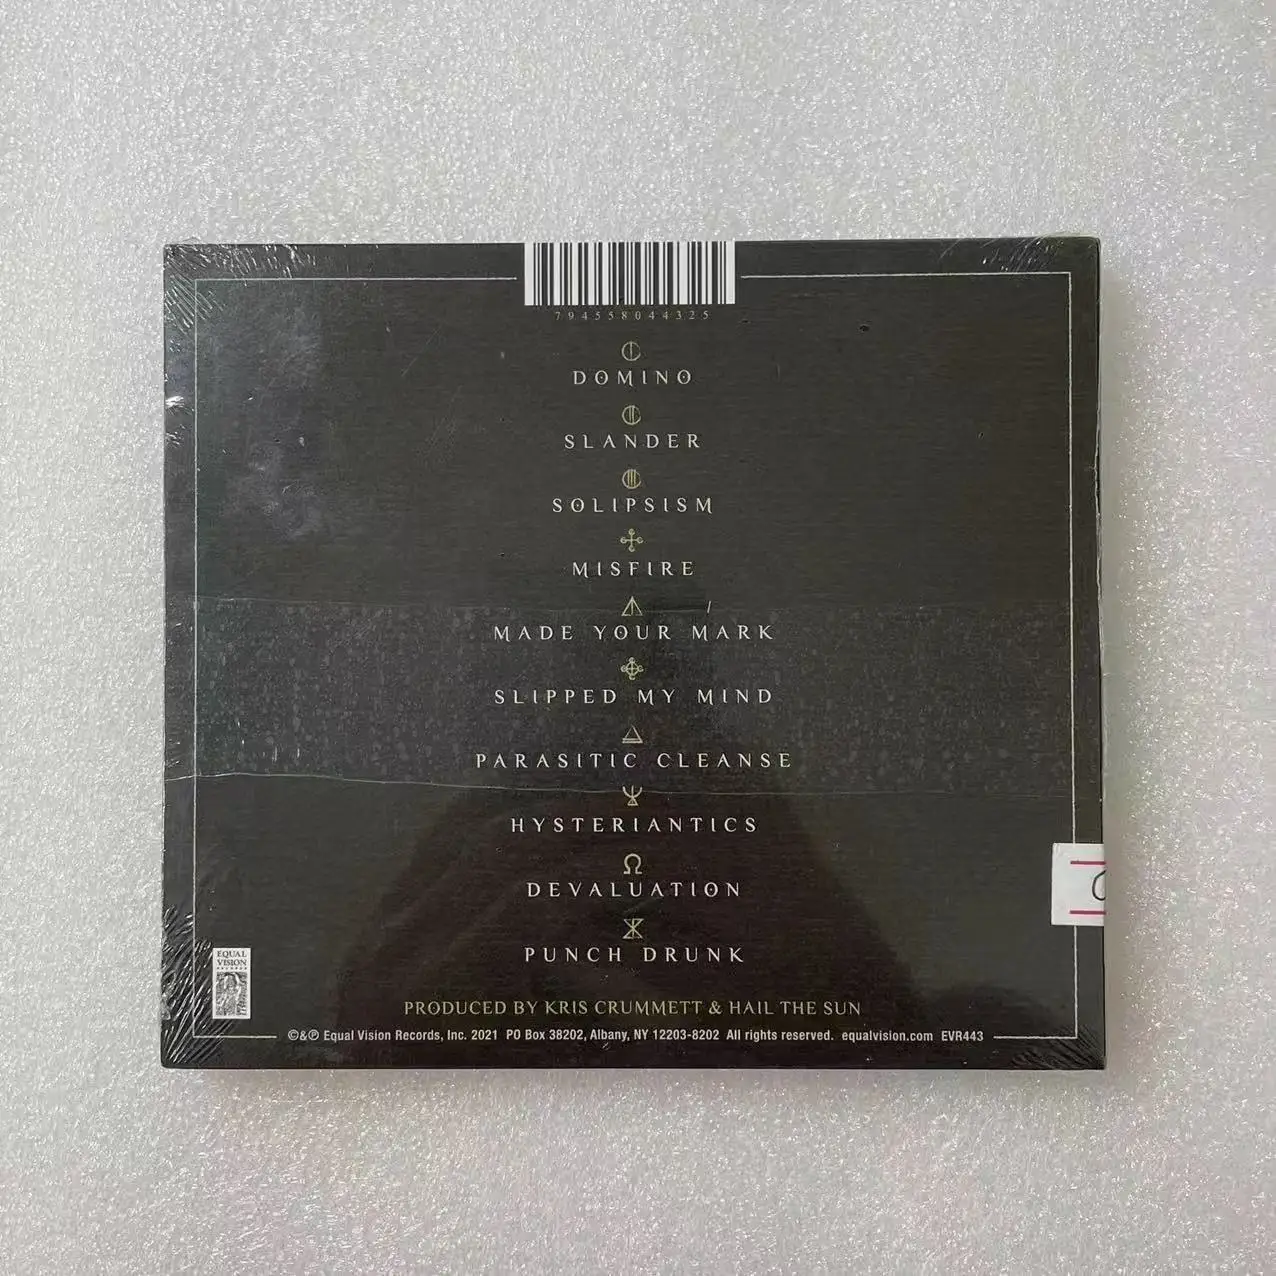 794558044325
DOMINO
SLANDER
SOLIPSISM
MISFIRE
MADE YOUR MARK
SLIPPED MY MIND
PARASITIC CLEANSE
HYSTERIANTICS
Ω
DEVALUATION
PUNCH DRUNK
EQUAL
VISION
RECORDS
PRODUCED BY KRIS CRUMMETT & HAIL THE SUN
©&℗ Equal Vision Records, Inc. 2021 PO Box 38202, Albany, NY 12203-8202 All rights reserved. equalvision.com EVR443